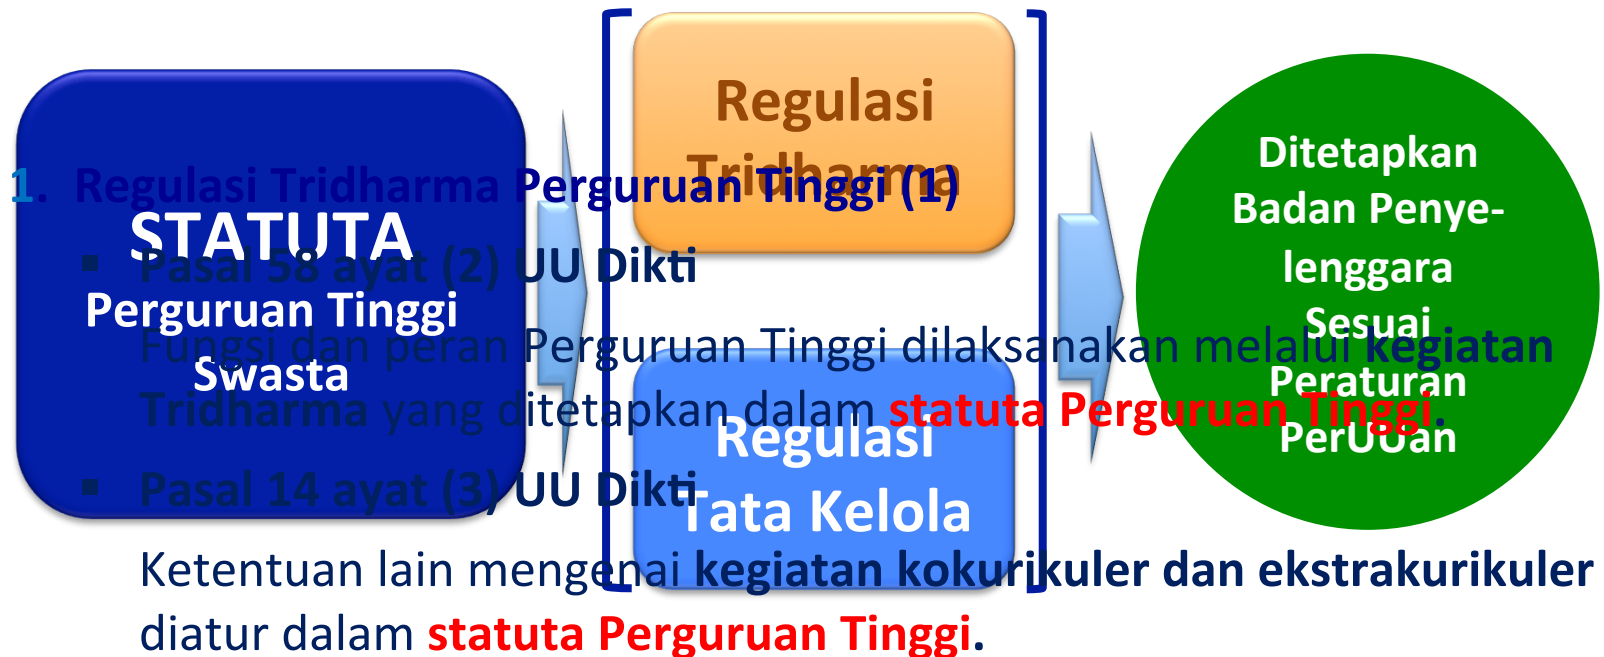 STATUTA
Perguruan Tinggi
Swasta
Regulasi
Tridharma
Regulasi
Tata Kelola
Ditetapkan
Badan Penye-
lenggara
Sesuai
Peraturan
PerUUan
1. Regulasi Tridharma Perguruan Tinggi (1)
▪ Pasal 58 ayat (2) UU Dikti
Fungsi dan peran Perguruan Tinggi dilaksanakan melalui kegiatan
Tridharma yang ditetapkan dalam statuta Perguruan Tinggi.
▪ Pasal 14 ayat (3) UU Dikti
Ketentuan lain mengenai kegiatan kokurikuler dan ekstrakurikuler
diatur dalam statuta Perguruan Tinggi.